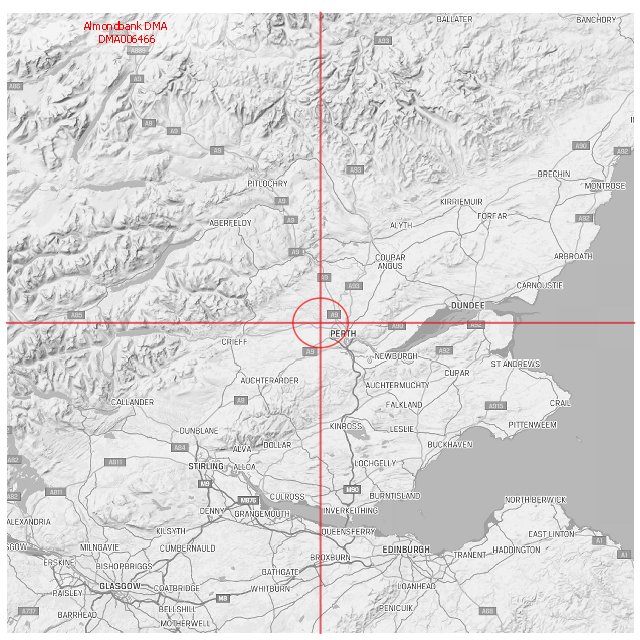 Almondbank DMA
DMA006466
BALLATER
BANCHORY
A93
A889
A9
A86
A9
A9
A9
A90
A92
BRECHIN
MONTROSE
A93
PITLOCHRY
A9
KIRRIEMUIR
FORFAR
A92
ABERFELDY
A9
ALYTH
A9
COUPAR
ANGUS
ARBROATH
A9
A93
CARNOUSTIE
DUNDEE
A85
A9
A90
A92
PERTH
CRIEFF
A9
NEWBURGH
A92
ST ANDREWS
CUPAR
AUCHTERARDER
AUCHTERMUCHTY
CALLANDER
A9
FALKLAND
A915
CRAIL
PITTENWEEM
KINROSS
LESLIE
DUNBLANE
A84
ALVA
DOLLAR
BUCKHAVEN
A82
A811
STIRLING
ALLOA
LOCHGELLY
M9
M90
A82
A811
M876
CULROSS
BURNTISLAND
NORTH BERWICK
DENNY
GRANGEMOUTH
INVERKEITHING
ALEXANDRIA
KILSYTH
QUEENSFERRY
EAST LINTON
A1
MILNGAVIE
CUMBERNAULD
BROXBURN
EDINBURGH
HADDINGTON
A1
TRANENT
ERSKINE
BISHOPBRIGGS
BATHGATE
GLASGOW
COATBRIDGE
WHITBURN
LOANHEAD
PAISLEY
M8
A737
BARRHEAD
BELLSHILL
PENICUIK
A68
MOTHERWELL